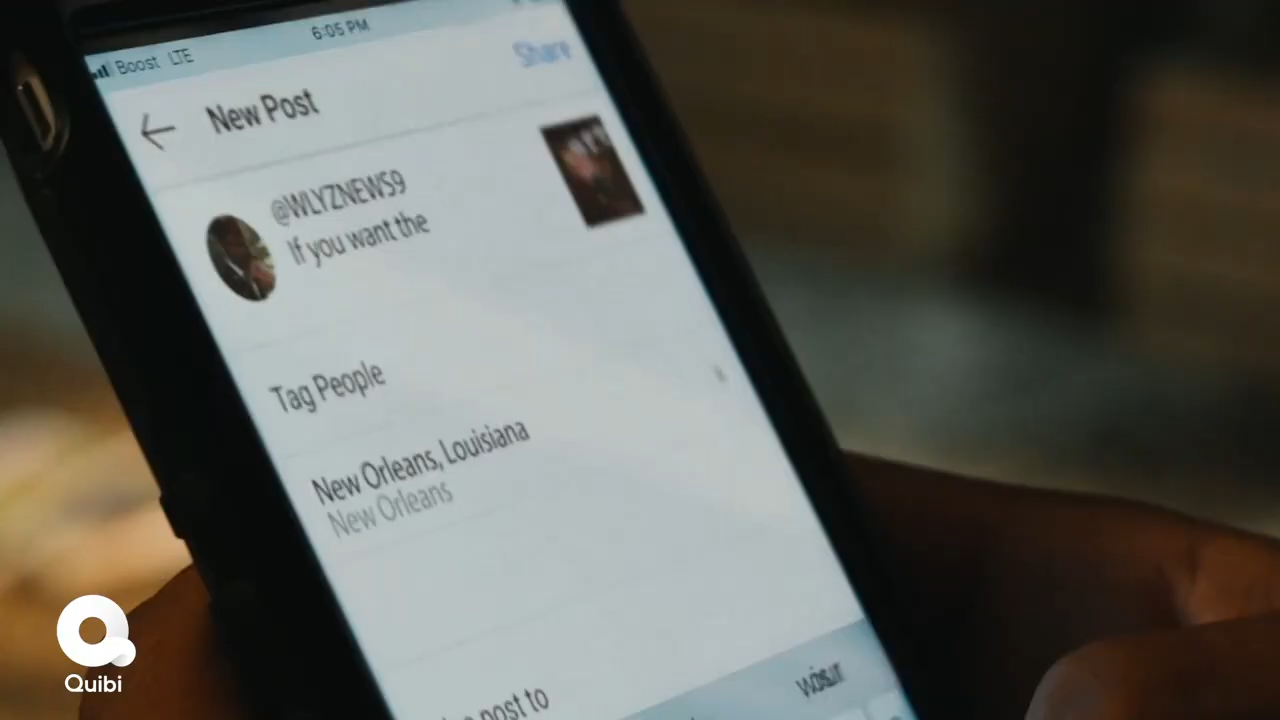 6:05 PM
Boost LTE
Share
New Post
@WLYZNEWS9
If you want the
Tag People
New Orleans, Louisiana
New Orleans
post to
Quibi